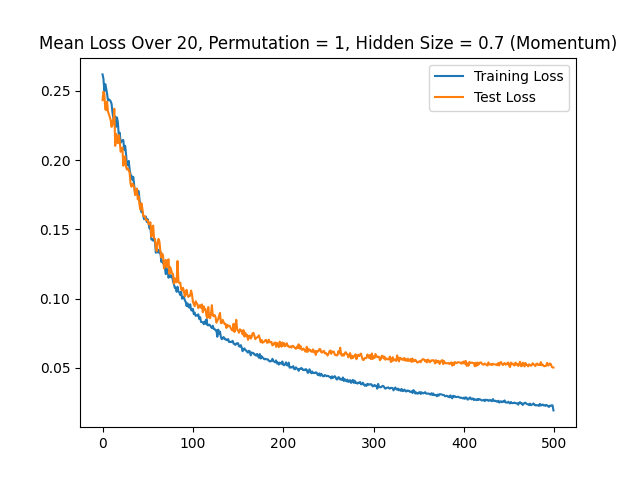 Mean Loss Over 20, Permutation = 1, Hidden Size = 0.7 (Momentum)
Training Loss
Test Loss
0.25
0.20
0.15
0.10
0.05
0 100 200 300 400 500